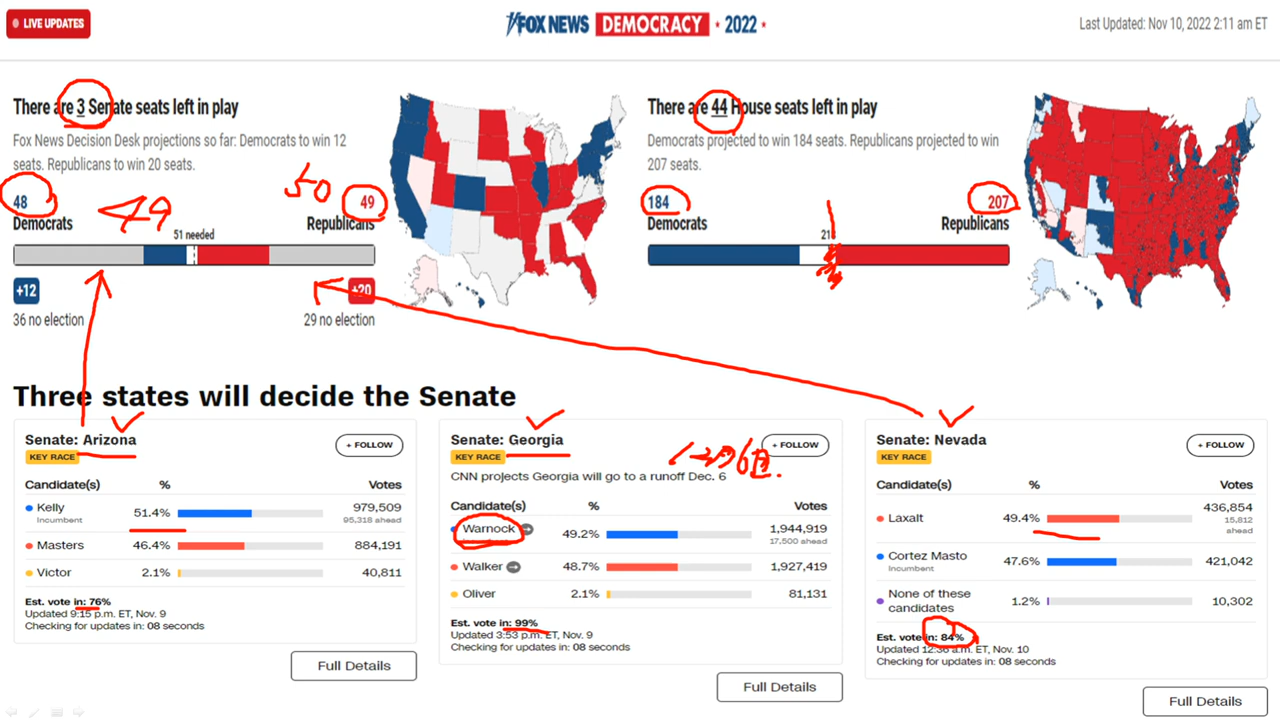 LIVE UPDATES
FOX NEWS DEMOCRACY * 2022 *
Last Updated: Nov 10, 2022 2:11 am ET
There are 3 Senate seats left in play
Fox News Decision Desk projections so far: Democrats to win 12
seats. Republicans to win 20 seats.
48
49
50
49
Democrats
Republicans
51 needed
+12
+20
36 no election
29 no election
There are 44 House seats left in play
Democrats projected to win 184 seats. Republicans projected to win
207 seats.
184
207
Democrats
Republicans
Three states will decide the Senate
Senate: Arizona
+ FOLLOW
KEY RACE
Candidate(s) % Votes
Kelly 51.4% 979,509
Incumbent 95,318 ahead
Masters 46.4% 884,191
Victor 2.1% 40,811
Est. vote in: 76%
Updated 9:15 p.m. ET, Nov. 9
Checking for updates in: 08 seconds
Full Details
Senate: Georgia
+ FOLLOW
KEY RACE
CNN projects Georgia will go to a runoff Dec. 6
Candidate(s) % Votes
Warnock 49.2% 1,944,919
17,500 ahead
Walker 48.7% 1,927,419
Oliver 2.1% 81,131
Est. vote in: 99%
Updated 3:53 p.m. ET, Nov. 9
Checking for updates in: 08 seconds
Full Details
Senate: Nevada
+ FOLLOW
KEY RACE
Candidate(s) % Votes
Laxalt 49.4% 436,854
15,812
ahead
Cortez Masto 47.6% 421,042
Incumbent
None of these
candidates 1.2% 10,302
Est. vote in: 84%
Updated 12:36 a.m. ET, Nov. 10
Checking for updates in: 08 seconds
Full Details